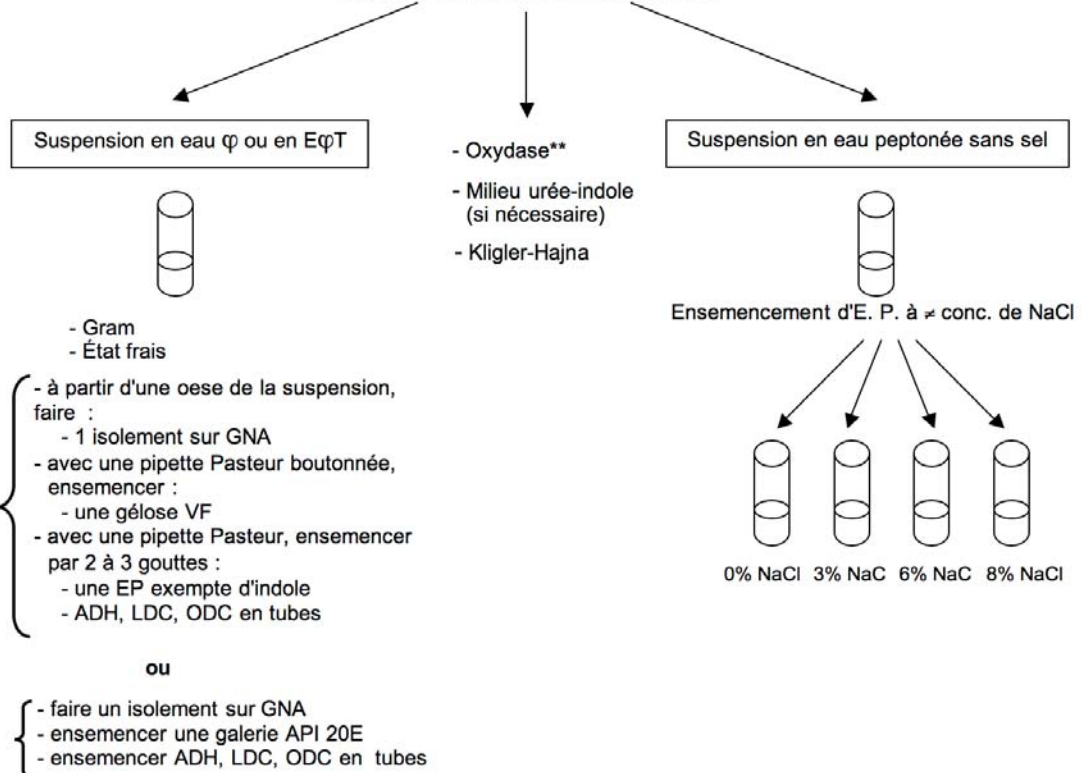 Suspension en eau φ ou en EφT
- Oxydase**
- Milieu urée-indole
(si nécessaire)
- Kligler-Hajna
Suspension en eau peptonée sans sel
- Gram
- État frais
- à partir d'une oese de la suspension,
faire :
- 1 isolement sur GNA
- avec une pipette Pasteur boutonnée,
ensemencer :
- une gélose VF
- avec une pipette Pasteur, ensemencer
par 2 à 3 gouttes :
- une EP exempte d'indole
- ADH, LDC, ODC en tubes
ou
- faire un isolement sur GNA
- ensemencer une galerie API 20E
- ensemencer ADH, LDC, ODC en tubes
Ensemencement d'E. P. à ≠ conc. de NaCl
0% NaCl 3% NaC 6% NaC 8% NaCl